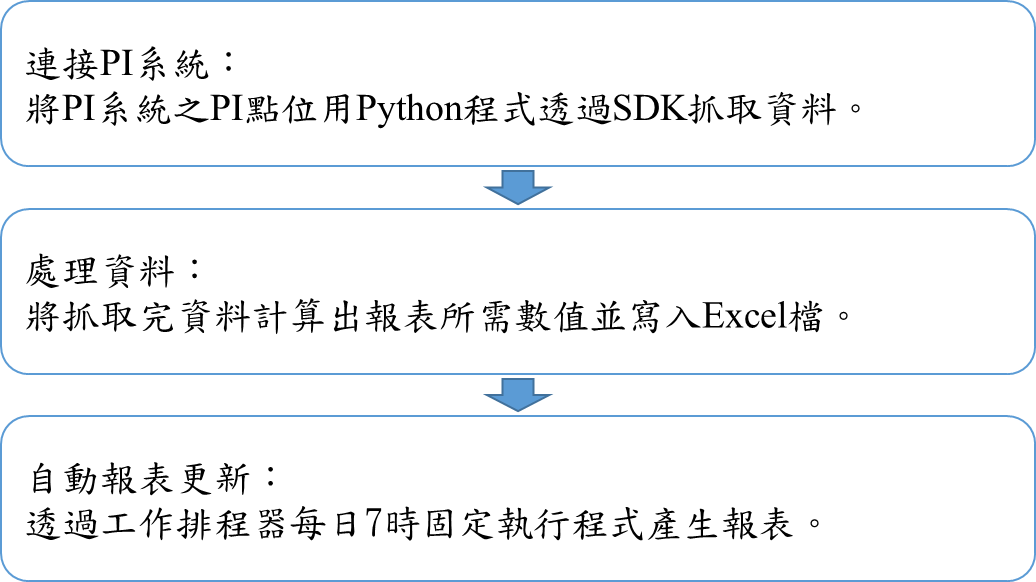 連接PI系統：
將PI系統之PI點位用Python程式透過SDK抓取資料。
處理資料：
將抓取完資料計算出報表所需數值並寫入Excel檔。
自動報表更新：
透過工作排程器每日7時固定執行程式產生報表。